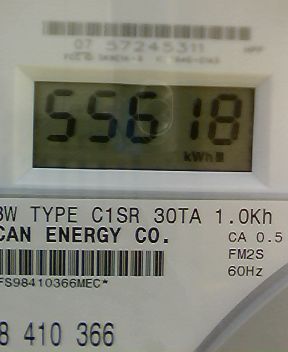 07 57245311
55618
kWh
3W TYPE C1SR 30TA 1.0Kh
CAN ENERGY CO.
CA 0.5
FM2S
60Hz
FS98410366MEC*
8 410 366